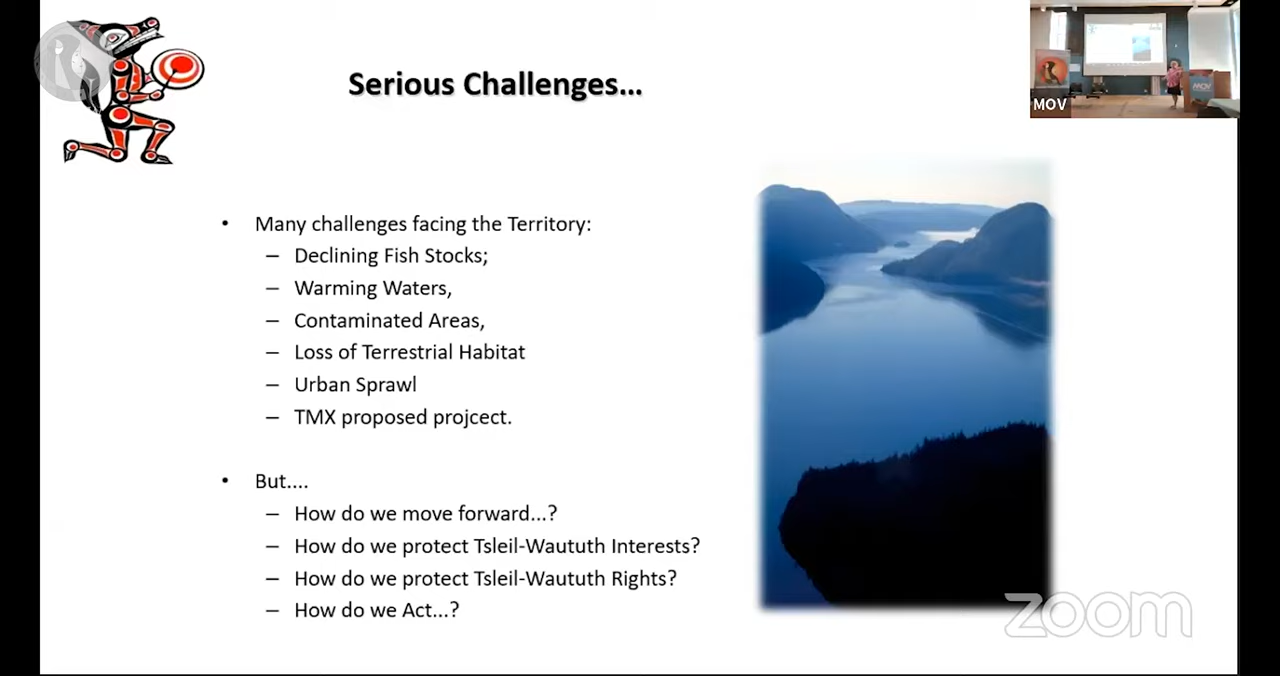 Serious Challenges...
MOV
• Many challenges facing the Territory:
– Declining Fish Stocks;
– Warming Waters,
– Contaminated Areas,
– Loss of Terrestrial Habitat
– Urban Sprawl
– TMX proposed projcect.
• But....
– How do we move forward...?
– How do we protect Tsleil-Waututh Interests?
– How do we protect Tsleil-Waututh Rights?
– How do we Act...?
zoom